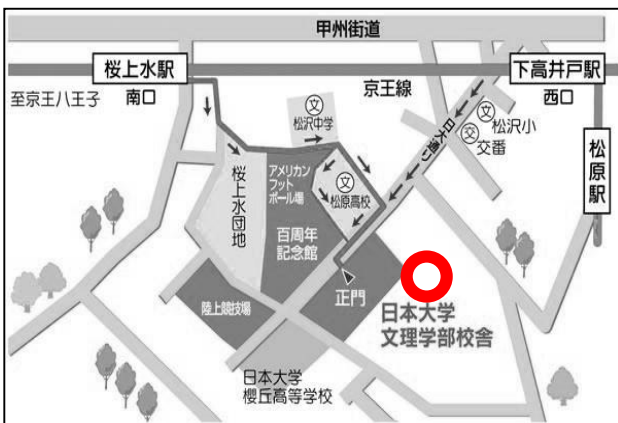 甲州街道
桜上水駅
下高井戸駅
至京王八王子
南口
京王線
西口
文
松沢中学
日大通り
文
松沢小
交
交番
松原駅
桜上水団地
アメリカン
フット
ボール場
文
松原高校
百周年
記念館
陸上競技場
正門
日本大学
文理学部校舎
日本大学
櫻丘高等学校